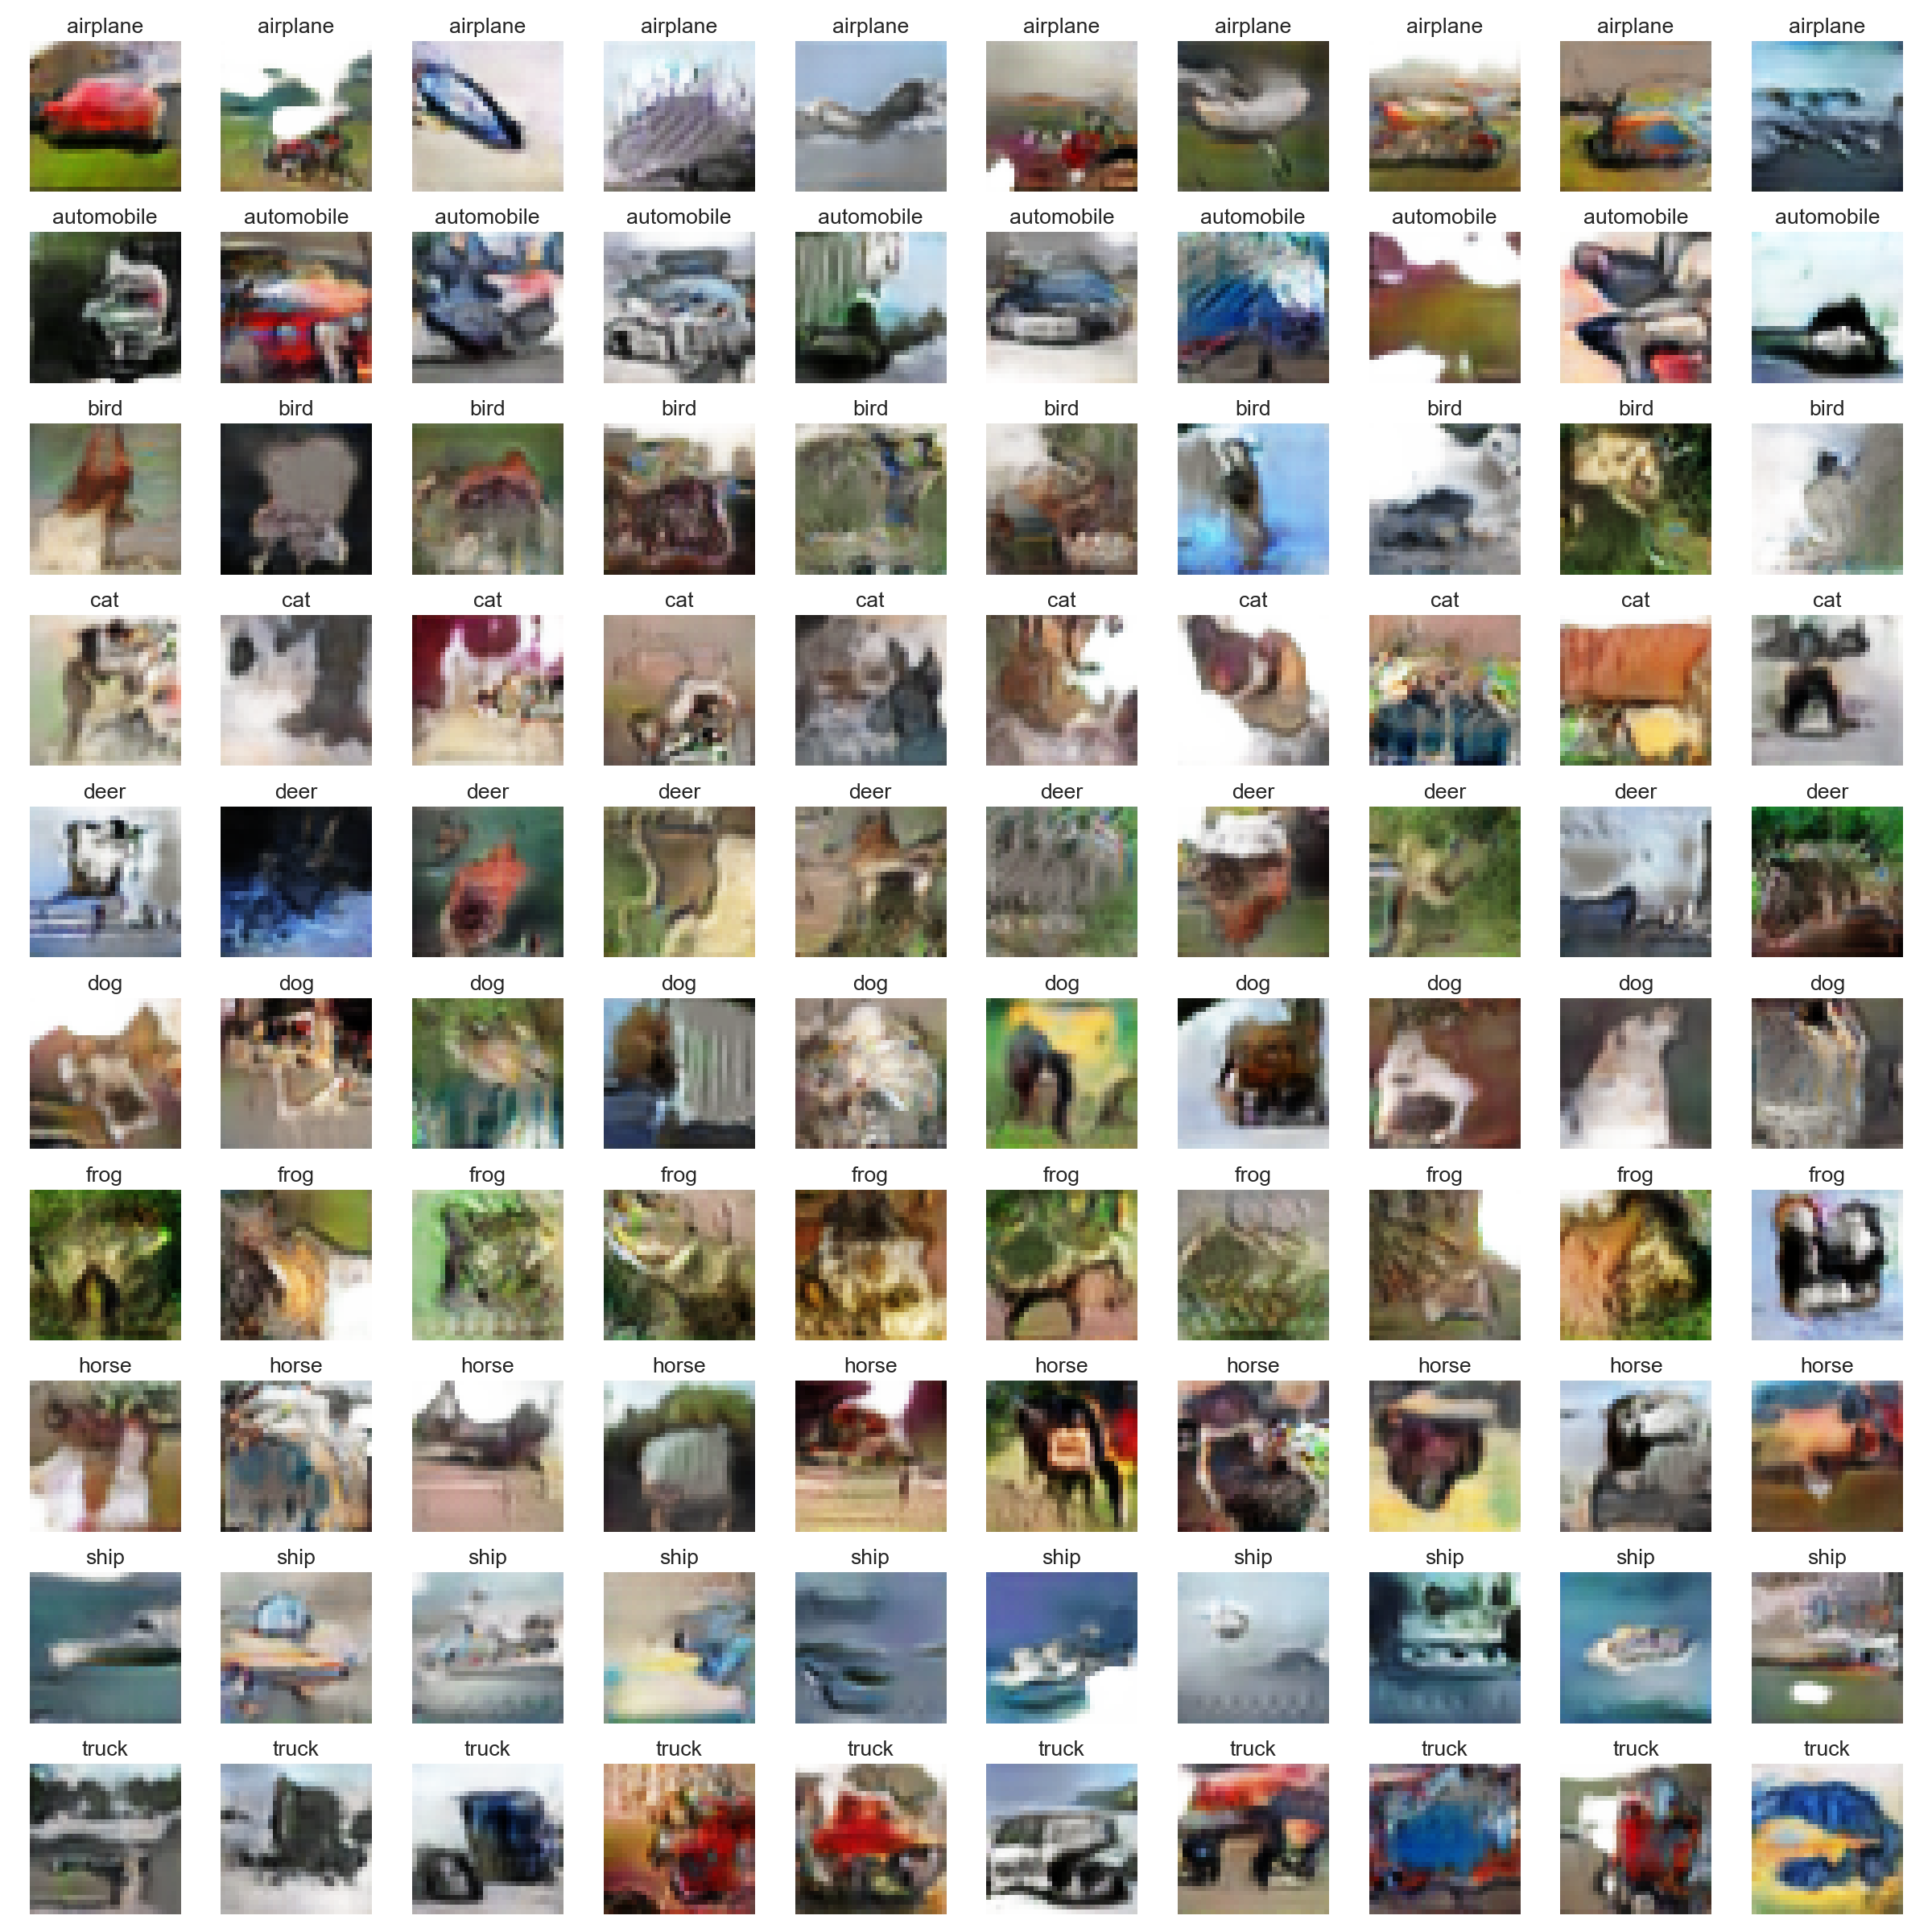 airplane airplane airplane airplane airplane airplane airplane airplane airplane airplane
automobile automobile automobile automobile automobile automobile automobile automobile automobile automobile
bird bird bird bird bird bird bird bird bird bird
cat cat cat cat cat cat cat cat cat cat
deer deer deer deer deer deer deer deer deer deer
dog dog dog dog dog dog dog dog dog dog
frog frog frog frog frog frog frog frog frog frog
horse horse horse horse horse horse horse horse horse horse
ship ship ship ship ship ship ship ship ship ship
truck truck truck truck truck truck truck truck truck truck